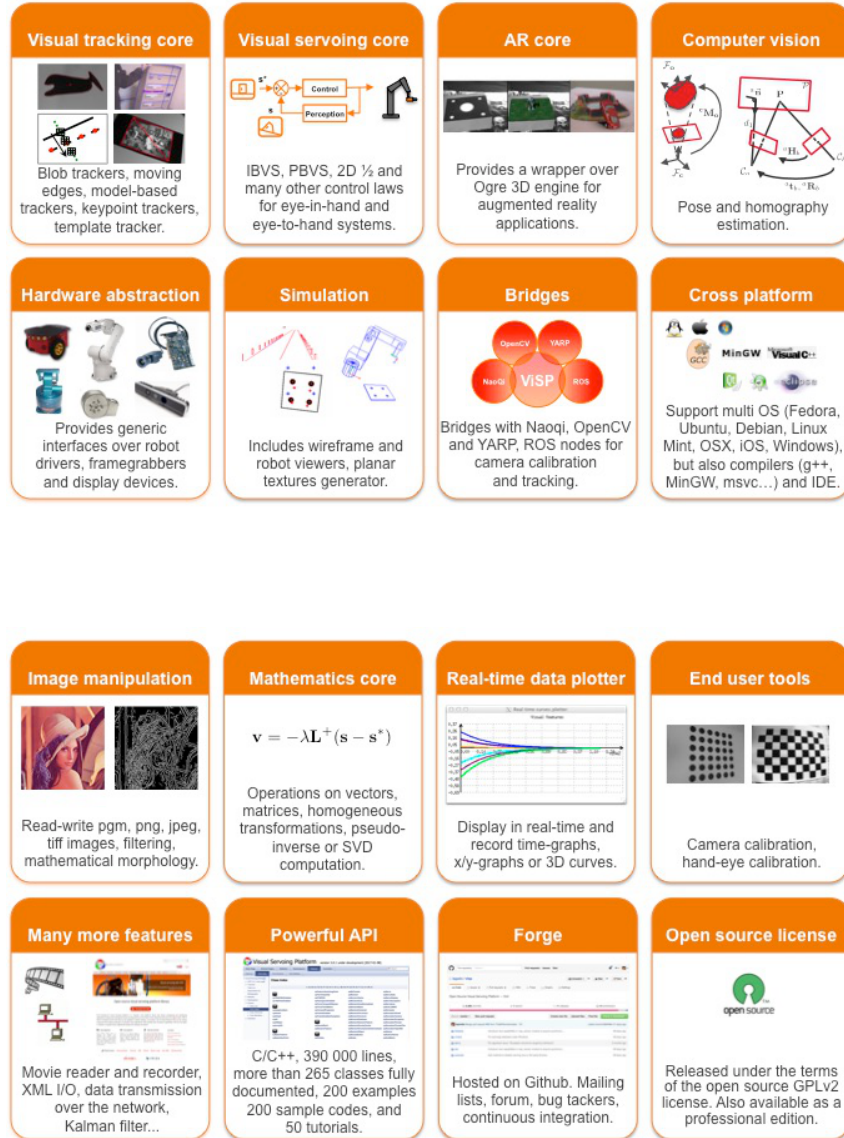 Visual tracking core
Blob trackers, moving
edges, model-based
trackers, keypoint trackers,
template tracker.
Visual servoing core
s*
Control
s
Perception
IBVS, PBVS, 2D ½ and
many other control laws
for eye-in-hand and
eye-to-hand systems.
AR core
Provides a wrapper over
Ogre 3D engine for
augmented reality
applications.
Computer vision
Pose and homography
estimation.
Hardware abstraction
Provides generic
interfaces over robot
drivers, framegrabbers
and display devices.
Simulation
Includes wireframe and
robot viewers, planar
textures generator.
Bridges
OpenCV
YARP
NaoQi
ViSP
ROS
Bridges with Naoqi, OpenCV
and YARP, ROS nodes for
camera calibration
and tracking.
Cross platform
GCC
MinGW
Microsoft
Visual C++
eclipse
Support multi OS (Fedora,
Ubuntu, Debian, Linux
Mint, OSX, iOS, Windows),
but also compilers (g++,
MinGW, msvc…) and IDE.
Image manipulation
Read-write pgm, png, jpeg,
tiff images, filtering,
mathematical morphology.
Mathematics core
v = −λL⁺(s − s*)
Operations on vectors,
matrices, homogeneous
transformations, pseudo-
inverse or SVD
computation.
Real-time data plotter
Real time curves plotter
Visual features
Display in real-time and
record time-graphs,
x/y-graphs or 3D curves.
End user tools
Camera calibration,
hand-eye calibration.
Many more features
Movie reader and recorder,
XML I/O, data transmission
over the network,
Kalman filter...
Powerful API
Visual Servoing Platform
C/C++, 390 000 lines,
more than 265 classes fully
documented, 200 examples
200 sample codes, and
50 tutorials.
Forge
Hosted on Github. Mailing
lists, forum, bug tackers,
continuous integration.
Open source license
open source
Released under the terms
of the open source GPLv2
license. Also available as a
professional edition.